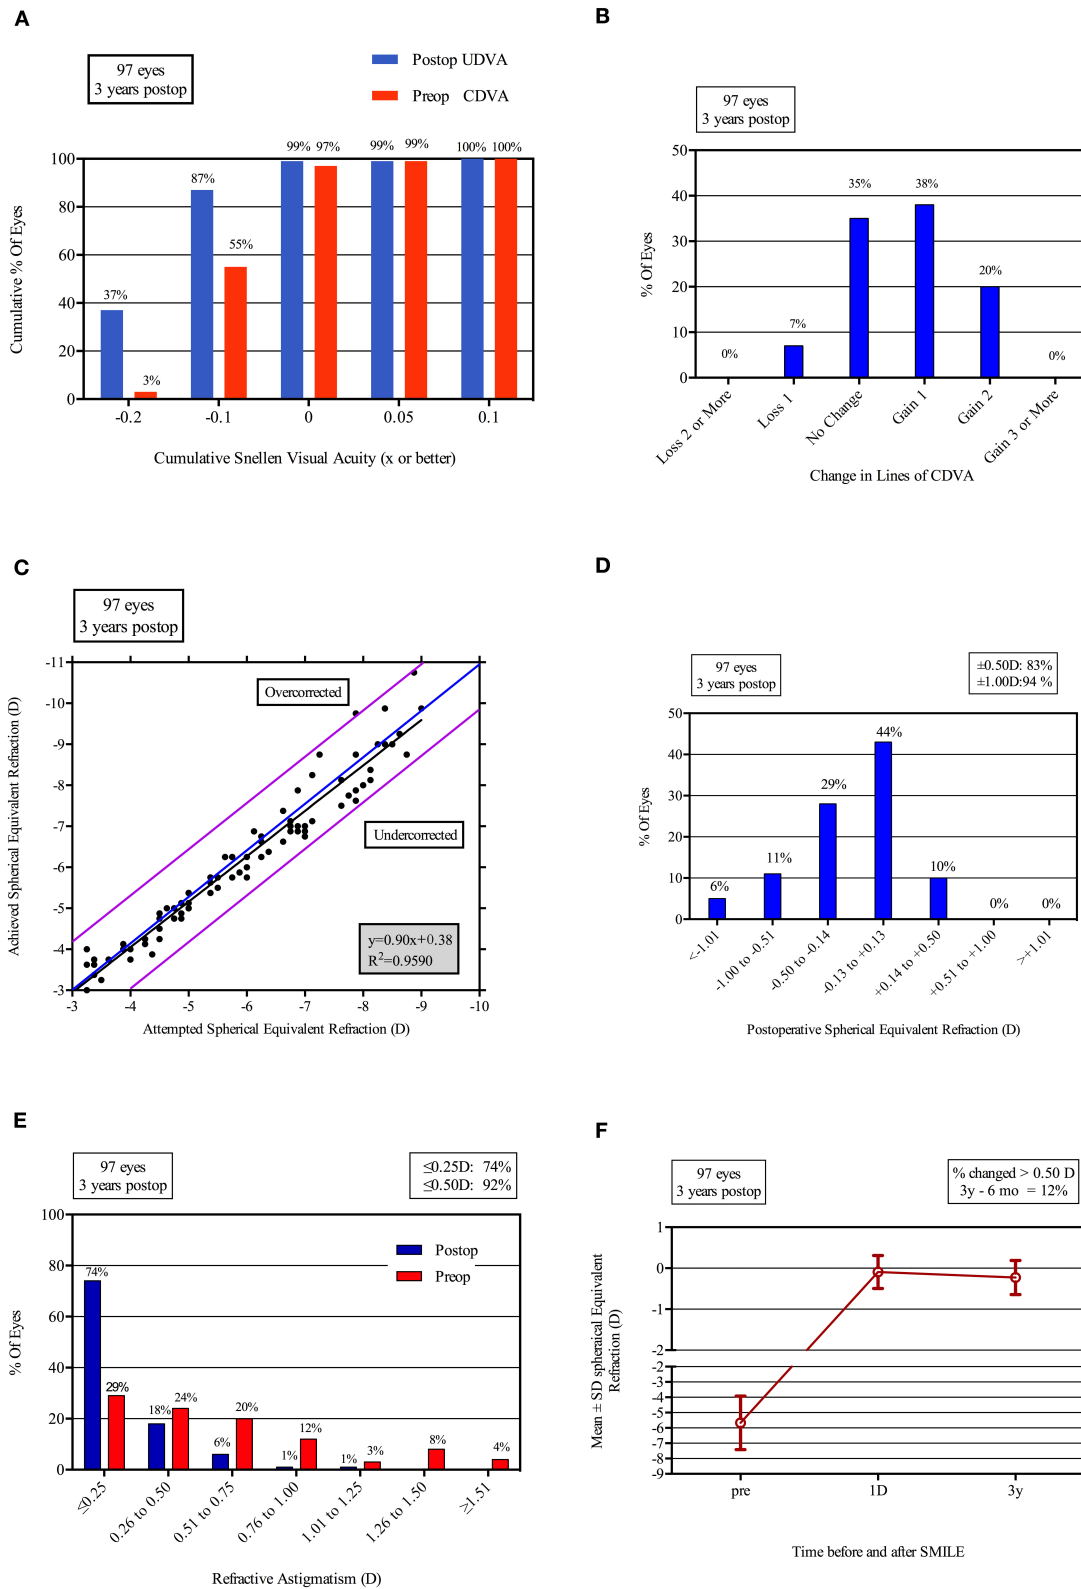 A
97 eyes
3 years postop
Postop UDVA
Preop CDVA
Cumulative % Of Eyes
100
80
60
40
20
0
37%
3%
87%
55%
99%
97%
99%
99%
100%
100%
-0.2
-0.1
0
0.05
0.1
Cumulative Snellen Visual Acuity (x or better)
B
97 eyes
3 years postop
% Of Eyes
50
40
30
20
10
0
0%
7%
35%
38%
20%
0%
Loss 2 or More
Loss 1
No Change
Gain 1
Gain 2
Gain 3 or More
Change in Lines of CDVA
C
97 eyes
3 years postop
Achieved Spherical Equivalent Refraction (D)
-11
-10
-9
-8
-7
-6
-5
-4
-3
Overcorrected
Undercorrected
y=0.90x+0.38
R²=0.9590
-3
-4
-5
-6
-7
-8
-9
-10
Attempted Spherical Equivalent Refraction (D)
D
97 eyes
3 years postop
±0.50D: 83%
±1.00D:94 %
% Of Eyes
50
40
30
20
10
0
6%
11%
29%
44%
10%
0%
0%
<-1.01
-1.00 to -0.51
-0.50 to -0.14
-0.13 to +0.13
+0.14 to +0.50
+0.51 to +1.00
>+1.01
Postoperative Spherical Equivalent Refraction (D)
E
97 eyes
3 years postop
≤0.25D: 74%
≤0.50D: 92%
Postop
Preop
% Of Eyes
100
80
60
40
20
0
74%
29%
18%
24%
6%
20%
1%
12%
1%
3%
8%
4%
≤0.25
0.26 to 0.50
0.51 to 0.75
0.76 to 1.00
1.01 to 1.25
1.26 to 1.50
≥1.51
Refractive Astigmatism (D)
F
97 eyes
3 years postop
% changed > 0.50 D
3y - 6 mo = 12%
Mean ± SD spheraical Equivalent
Refraction (D)
1
0
-1
-2
-2
-3
-4
-5
-6
-7
-8
-9
pre
1D
3y
Time before and after SMILE